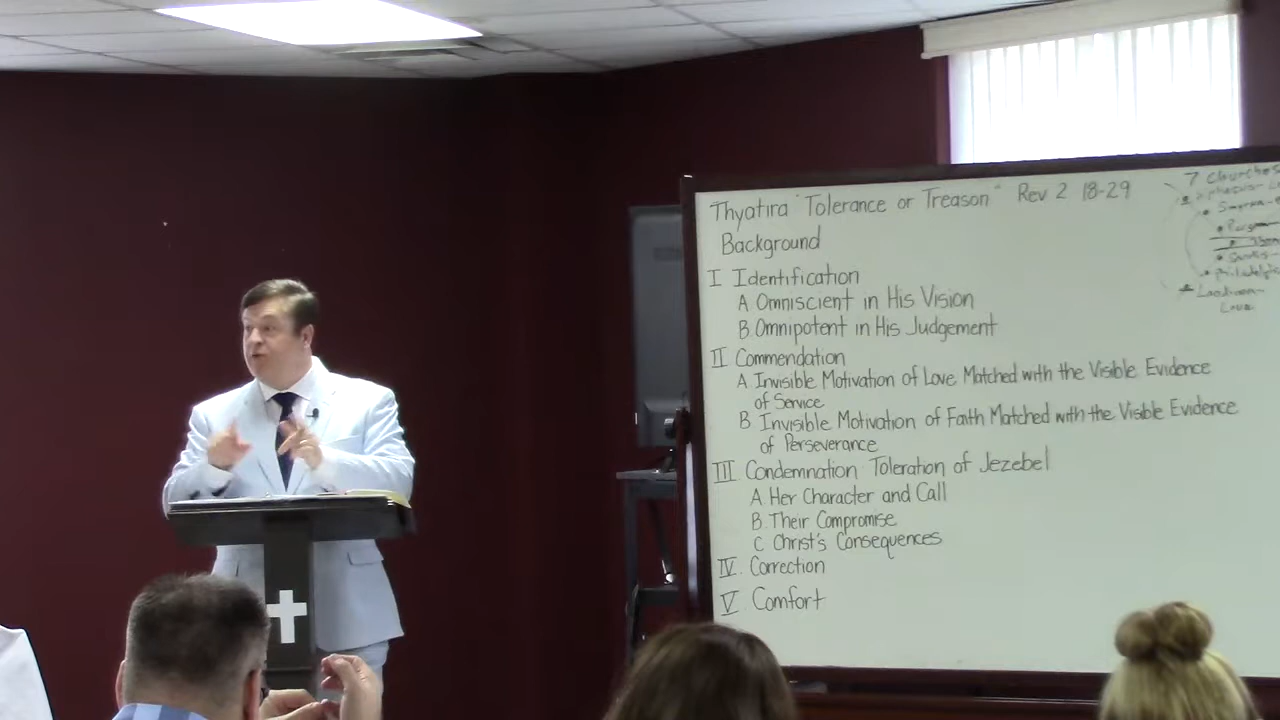 Thyatira "Tolerance or Treason" Rev 2 18-29
Background
I Identification
A Omniscient in His Vision
B. Omnipotent in His Judgement
II Commendation
A Invisible Motivation of Love Matched with the Visible Evidence
of Service
B Invisible Motivation of Faith Matched with the Visible Evidence
of Perseverance
III Condemnation Toleration of Jezebel
A. Her Character and Call
B. Their Compromise
C Christ's Consequences
IV. Correction
V Comfort
7 Churches
Smyrna-
Sardis-
Philadelphia
Love